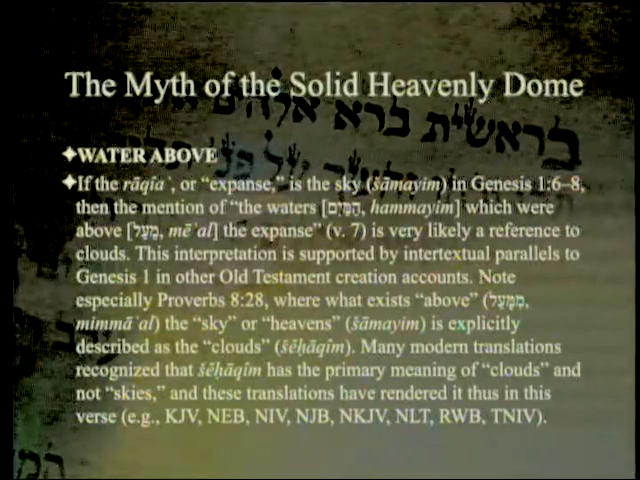 The Myth of the Solid Heavenly Dome
בראשית ברא אלהים
✦WATER ABOVE
✦If the rāqiaʿ, or “expanse,” is the sky (šāmayim) in Genesis 1:6–8,
then the mention of “the waters [הַמַּיִם, hammayim] which were
above [מֵעַל, mēʿal] the expanse” (v. 7) is very likely a reference to
clouds. This interpretation is supported by intertextual parallels to
Genesis 1 in other Old Testament creation accounts. Note
especially Proverbs 8:28, where what exists “above” (מִמַּעַל,
mimmāʿal) the “sky” or “heavens” (šāmayim) is explicitly
described as the “clouds” (šĕḥāqîm). Many modern translations
recognized that šĕḥāqîm has the primary meaning of “clouds” and
not “skies,” and these translations have rendered it thus in this
verse (e.g., KJV, NEB, NIV, NJB, NKJV, NLT, RWB, TNIV).